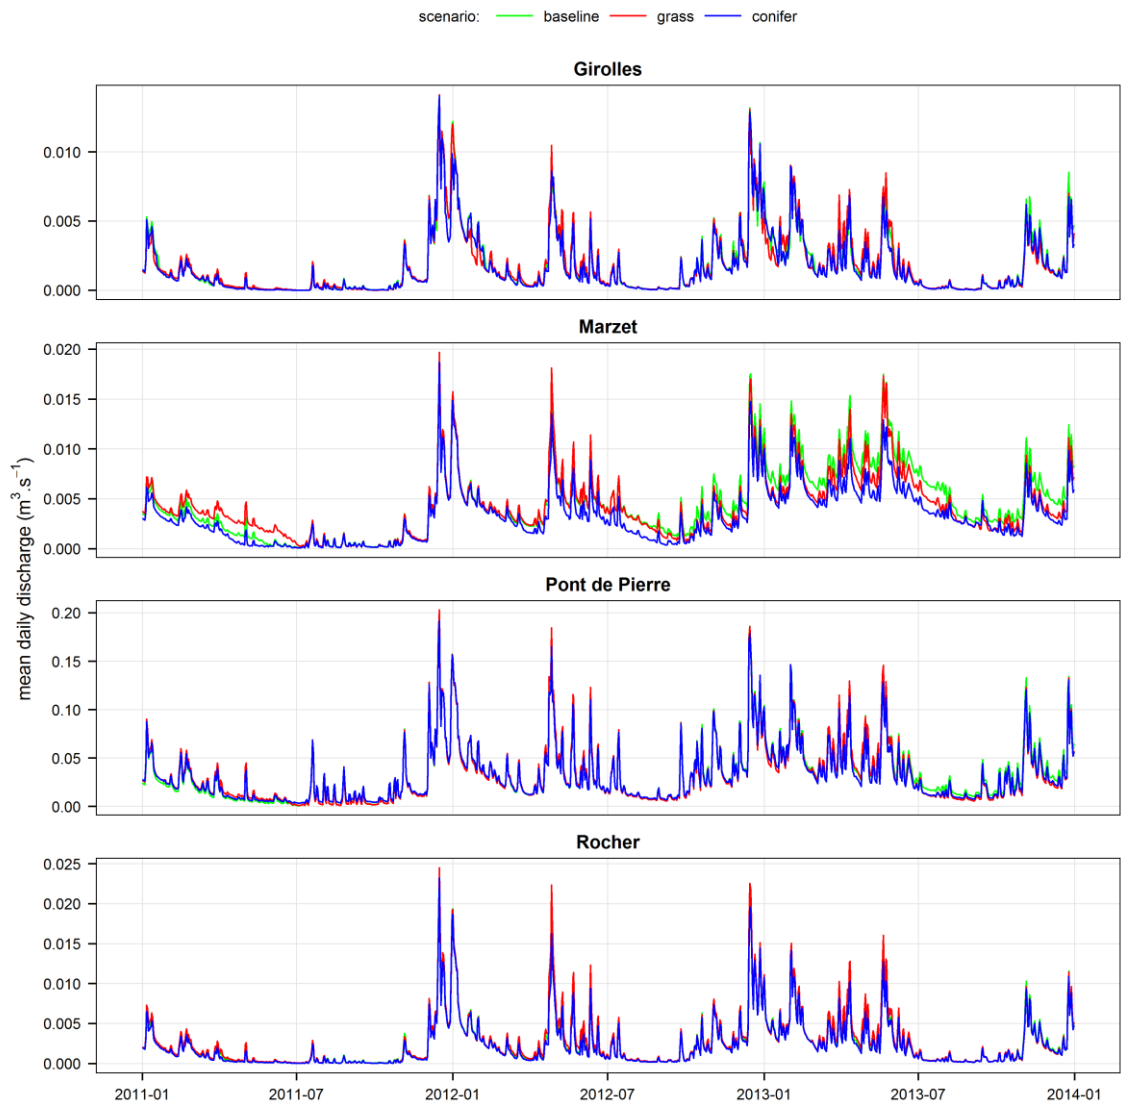 scenario: baseline grass conifer
Girolles
0.010
0.005
0.000
Marzet
0.020
0.015
0.010
0.005
0.000
mean daily discharge (m³.s⁻¹)
Pont de Pierre
0.20
0.15
0.10
0.05
0.00
Rocher
0.025
0.020
0.015
0.010
0.005
0.000
2011-01 2011-07 2012-01 2012-07 2013-01 2013-07 2014-01